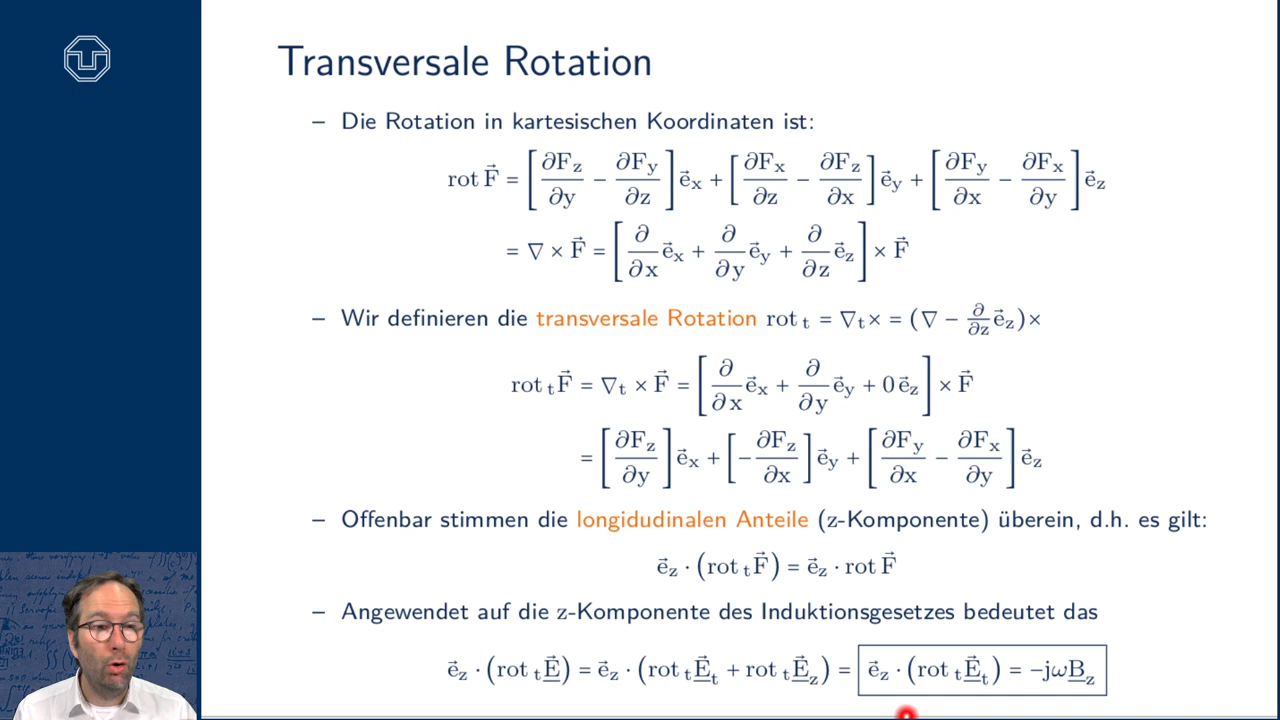 Transversale Rotation
– Die Rotation in kartesischen Koordinaten ist:
rot F⃗ = [∂F_z/∂y − ∂F_y/∂z] e⃗_x + [∂F_x/∂z − ∂F_z/∂x] e⃗_y + [∂F_y/∂x − ∂F_x/∂y] e⃗_z
= ∇ × F⃗ = [∂/∂x e⃗_x + ∂/∂y e⃗_y + ∂/∂z e⃗_z] × F⃗
– Wir definieren die transversale Rotation rot_t = ∇_t× = (∇ − ∂/∂z e⃗_z)×
rot_t F⃗ = ∇_t × F⃗ = [∂/∂x e⃗_x + ∂/∂y e⃗_y + 0 e⃗_z] × F⃗
= [∂F_z/∂y] e⃗_x + [−∂F_z/∂x] e⃗_y + [∂F_y/∂x − ∂F_x/∂y] e⃗_z
– Offenbar stimmen die longidudinalen Anteile (z-Komponente) überein, d.h. es gilt:
e⃗_z · (rot_t F⃗) = e⃗_z · rot F⃗
– Angewendet auf die z-Komponente des Induktionsgesetzes bedeutet das
e⃗_z · (rot_t E̲⃗) = e⃗_z · (rot_t E̲⃗_t + rot_t E̲⃗_z) = e⃗_z · (rot_t E̲⃗_t) = −jωB̲_z